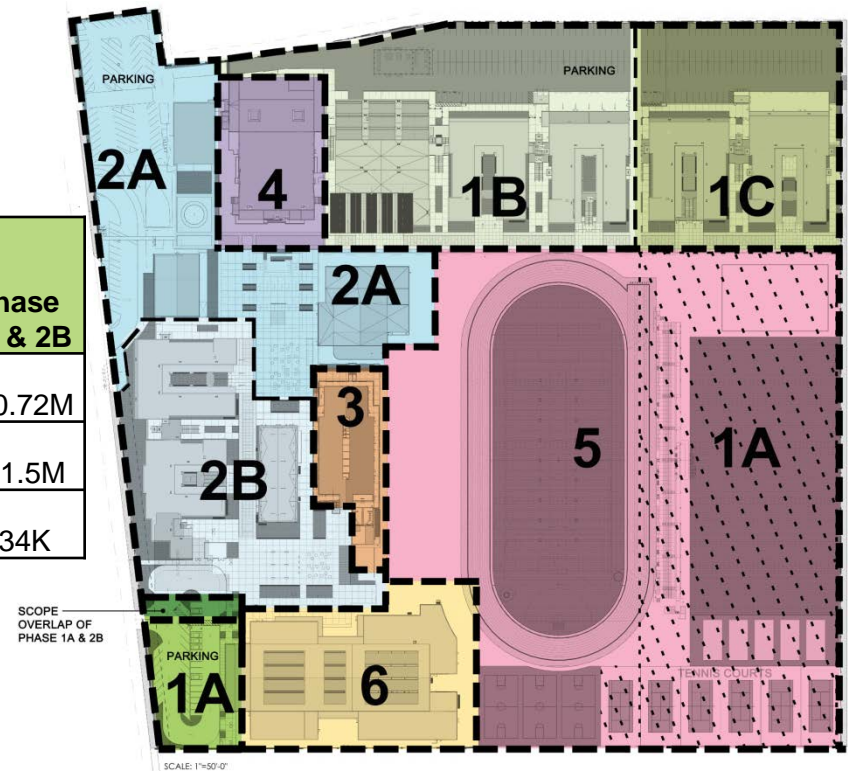 PARKING
PARKING
2A
4
1B
1C
2A
hase
& 2B
0.72M
1.5M
34K
3
5
1A
2B
SCOPE
OVERLAP OF
PHASE 1A & 2B
PARKING
1A
6
TENNIS COURTS
SCALE: 1"=50'-0"